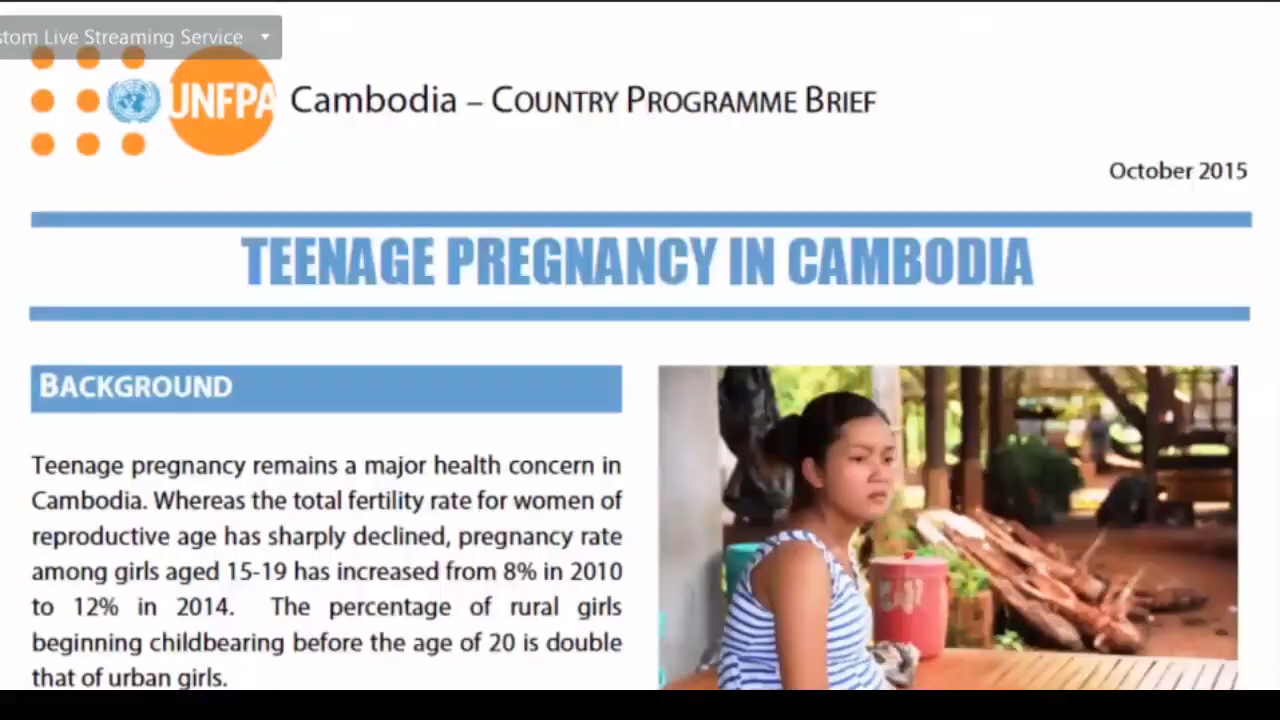 stom Live Streaming Service
UNFPA
Cambodia – COUNTRY PROGRAMME BRIEF
October 2015
TEENAGE PREGNANCY IN CAMBODIA
BACKGROUND
Teenage pregnancy remains a major health concern in
Cambodia. Whereas the total fertility rate for women of
reproductive age has sharply declined, pregnancy rate
among girls aged 15-19 has increased from 8% in 2010
to 12% in 2014. The percentage of rural girls
beginning childbearing before the age of 20 is double
that of urban girls.